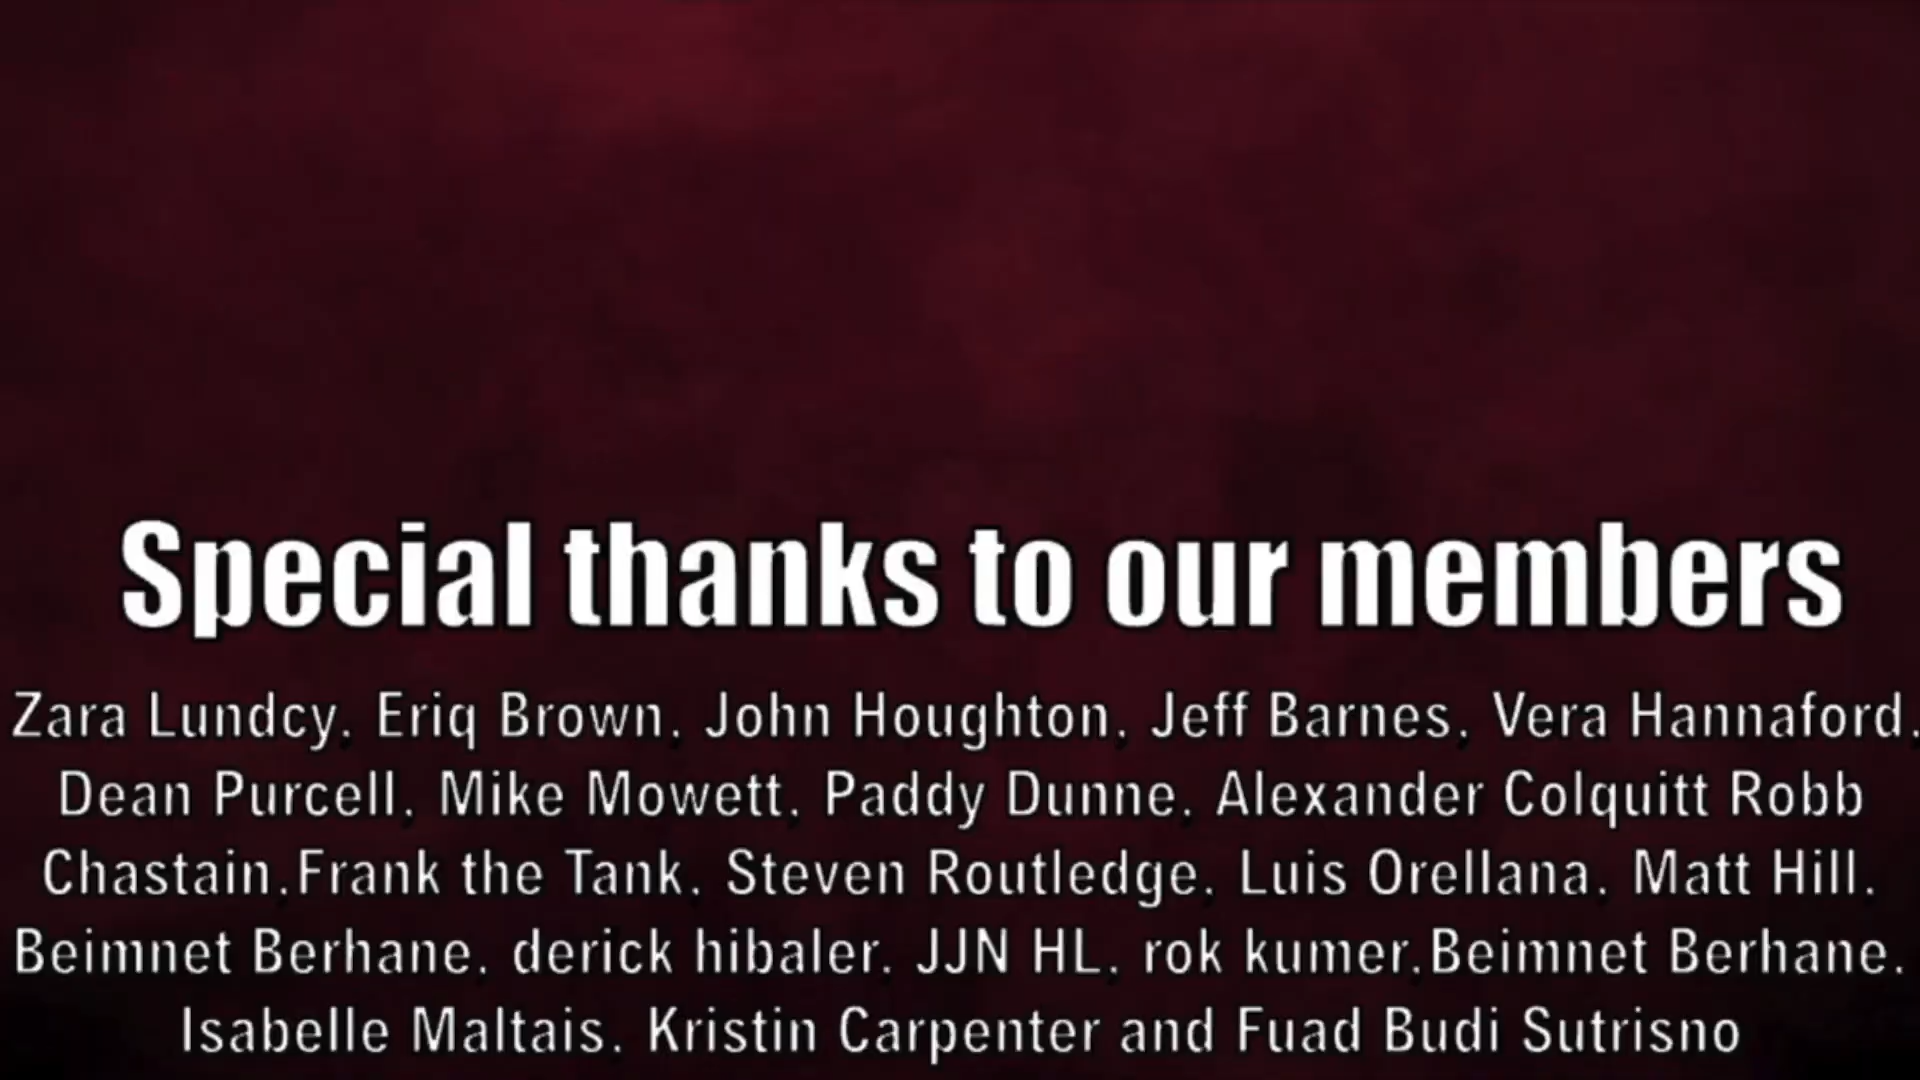 Special thanks to our members
Zara Lundcy, Eriq Brown, John Houghton, Jeff Barnes, Vera Hannaford,
Dean Purcell, Mike Mowett, Paddy Dunne, Alexander Colquitt Robb
Chastain,Frank the Tank, Steven Routledge, Luis Orellana, Matt Hill,
Beimnet Berhane, derick hibaler, JJN HL, rok kumer,Beimnet Berhane,
Isabelle Maltais, Kristin Carpenter and Fuad Budi Sutrisno